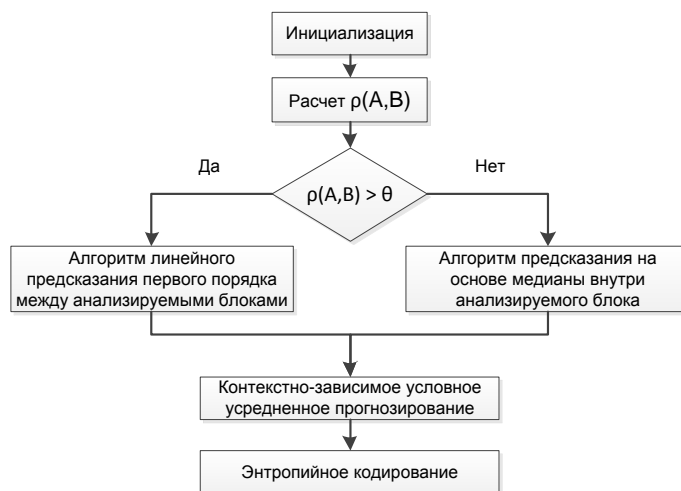 Инициализация
Расчет ρ(A,B)
Да
Нет
ρ(A,B) > θ
Алгоритм линейного
предсказания первого порядка
между анализируемыми блоками
Алгоритм предсказания на
основе медианы внутри
анализируемого блока
Контекстно-зависимое условное
усредненное прогнозирование
Энтропийное кодирование